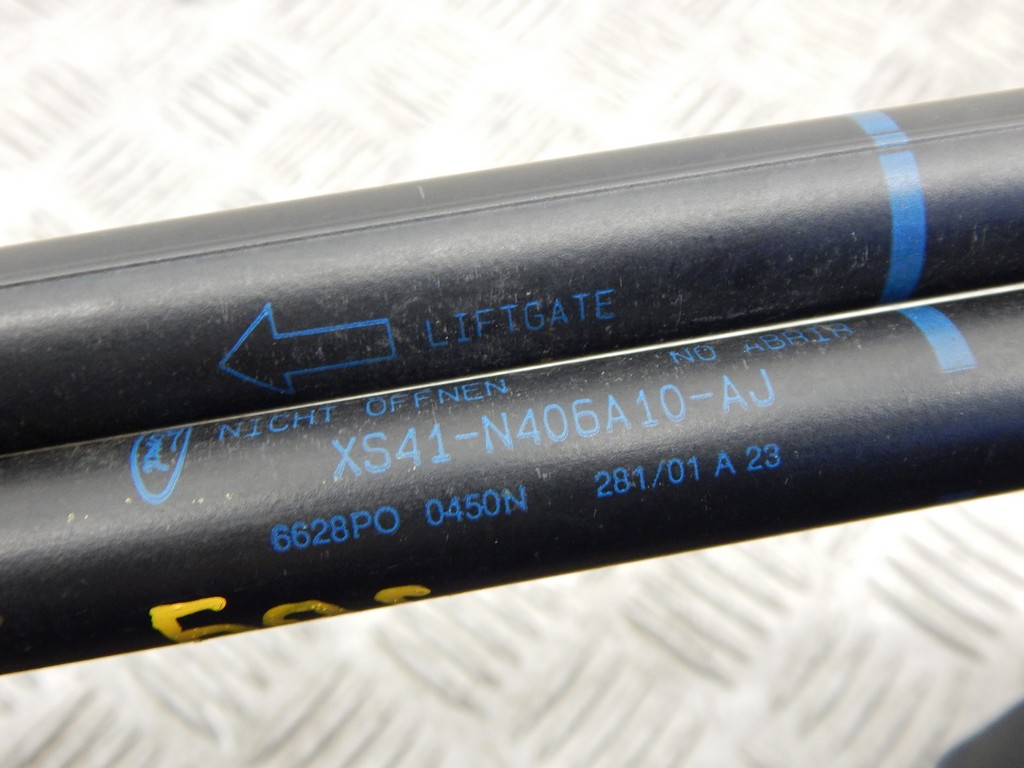 LIFTGATE
NICHT OFFNEN NO ABRIR
XS41-N406A10-AJ
6628PO 0450N 281/01 A 23